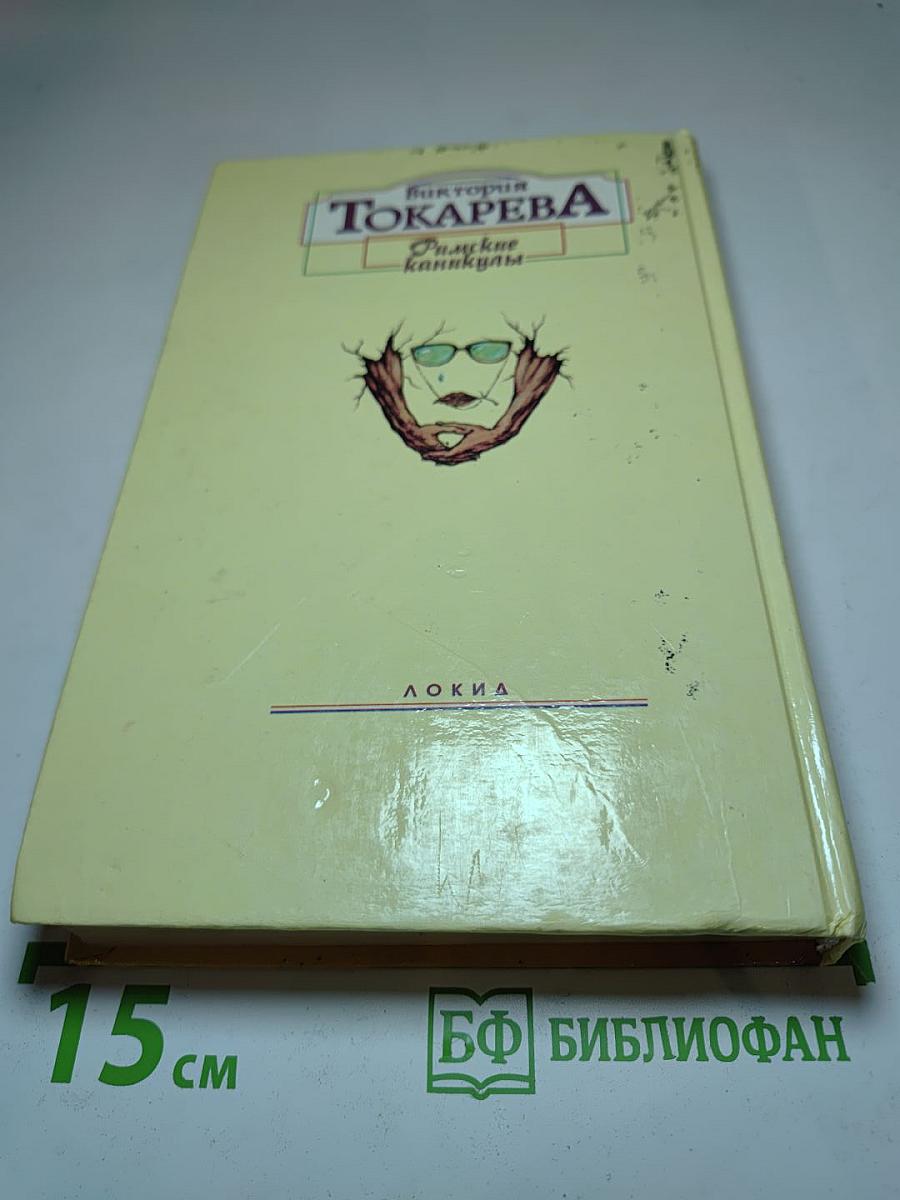 Виктория
ТОКАРЕВА
Римские
каникулы
ЛОКИД
15 см
БФ БИБЛИОФАН